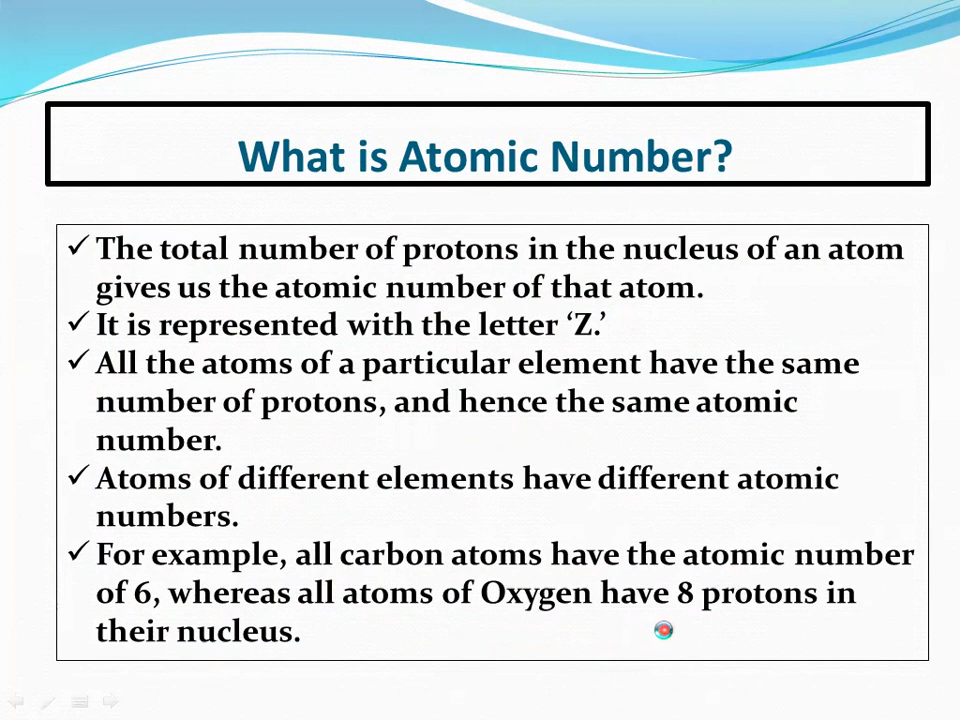 What is Atomic Number?
✓ The total number of protons in the nucleus of an atom
gives us the atomic number of that atom.
✓ It is represented with the letter ‘Z.’
✓ All the atoms of a particular element have the same
number of protons, and hence the same atomic
number.
✓ Atoms of different elements have different atomic
numbers.
✓ For example, all carbon atoms have the atomic number
of 6, whereas all atoms of Oxygen have 8 protons in
their nucleus.